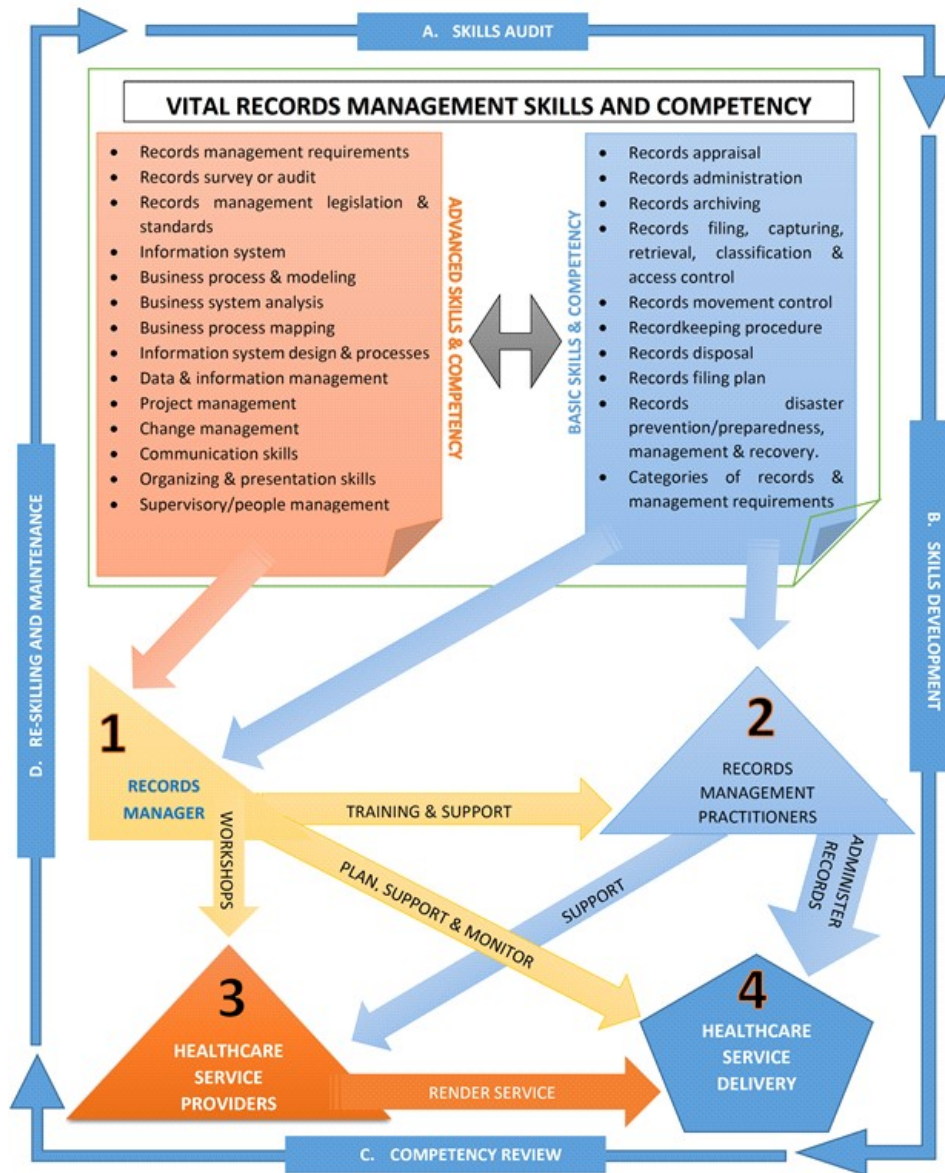 A. SKILLS AUDIT
VITAL RECORDS MANAGEMENT SKILLS AND COMPETENCY
• Records management requirements
• Records survey or audit
• Records management legislation &
standards
• Information system
• Business process & modeling
• Business system analysis
• Business process mapping
• Information system design & processes
• Data & information management
• Project management
• Change management
• Communication skills
• Organizing & presentation skills
• Supervisory/people management
ADVANCED SKILLS & COMPETENCY
BASIC SKILLS & COMPETENCY
• Records appraisal
• Records administration
• Records archiving
• Records filing, capturing,
retrieval, classification &
access control
• Records movement control
• Recordkeeping procedure
• Records disposal
• Records filing plan
• Records disaster
prevention/preparedness,
management & recovery.
• Categories of records &
management requirements
B. SKILLS DEVELOPMENT
D. RE-SKILLING AND MAINTENANCE
1
RECORDS
MANAGER
2
RECORDS
MANAGEMENT
PRACTITIONERS
TRAINING & SUPPORT
WORKSHOPS
PLAN. SUPPORT & MONITOR
SUPPORT
ADMINISTER
RECORDS
3
HEALTHCARE
SERVICE
PROVIDERS
RENDER SERVICE
4
HEALTHCARE
SERVICE
DELIVERY
C. COMPETENCY REVIEW